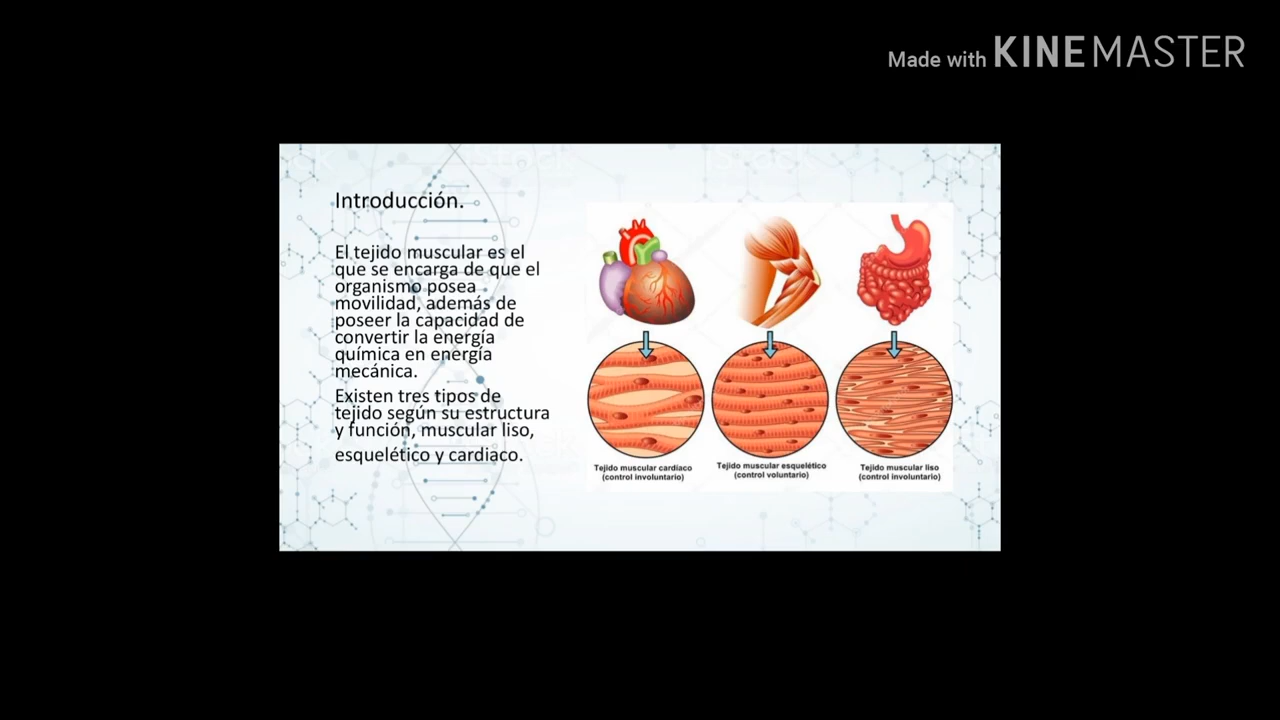 Made with KINEMASTER
Introducción.
El tejido muscular es el
que se encarga de que el
organismo posea
movilidad, además de
poseer la capacidad de
convertir la energía
química en energía
mecánica.
Existen tres tipos de
tejido según su estructura
y función, muscular liso,
esquelético y cardiaco.
Tejido muscular cardíaco
(control involuntario)
Tejido muscular esquelético
(control voluntario)
Tejido muscular liso
(control involuntario)